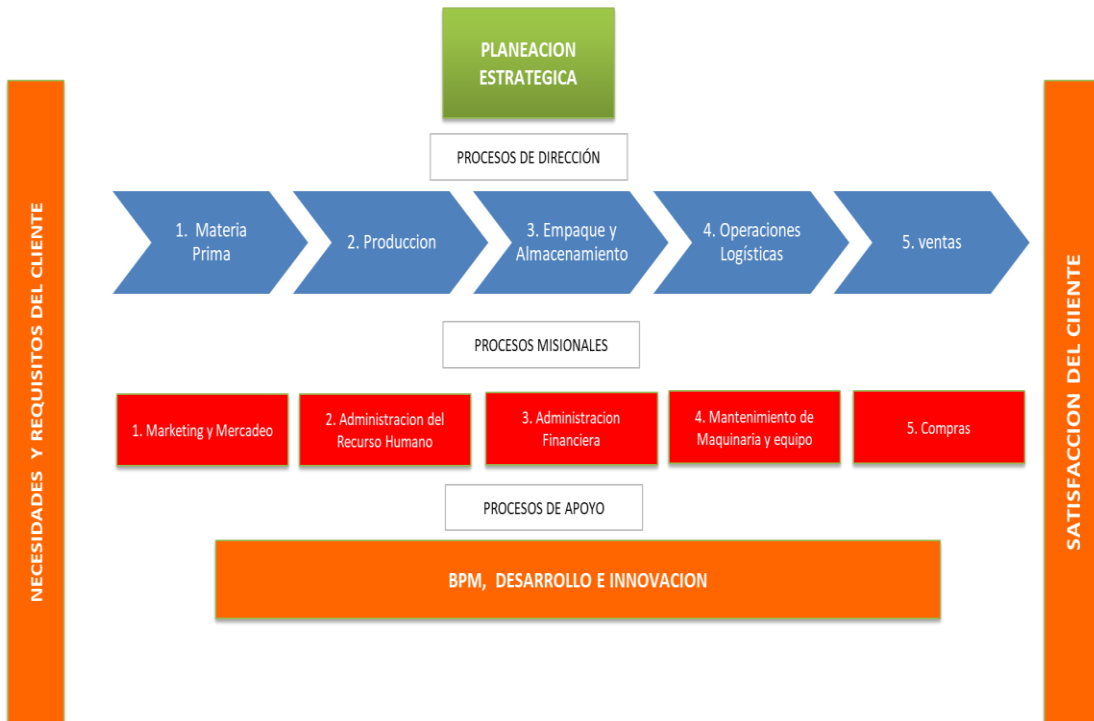 PLANEACION
ESTRATEGICA
PROCESOS DE DIRECCIÓN
NECESIDADES Y REQUISITOS DEL CLIENTE
1. Materia
Prima
2. Produccion
3. Empaque y
Almacenamiento
4. Operaciones
Logísticas
5. ventas
PROCESOS MISIONALES
1. Marketing y Mercadeo
2. Administracion del
Recurso Humano
3. Administracion
Financiera
4. Mantenimiento de
Maquinaria y equipo
5. Compras
PROCESOS DE APOYO
BPM, DESARROLLO E INNOVACION
SATISFACCION DEL ClIENTE